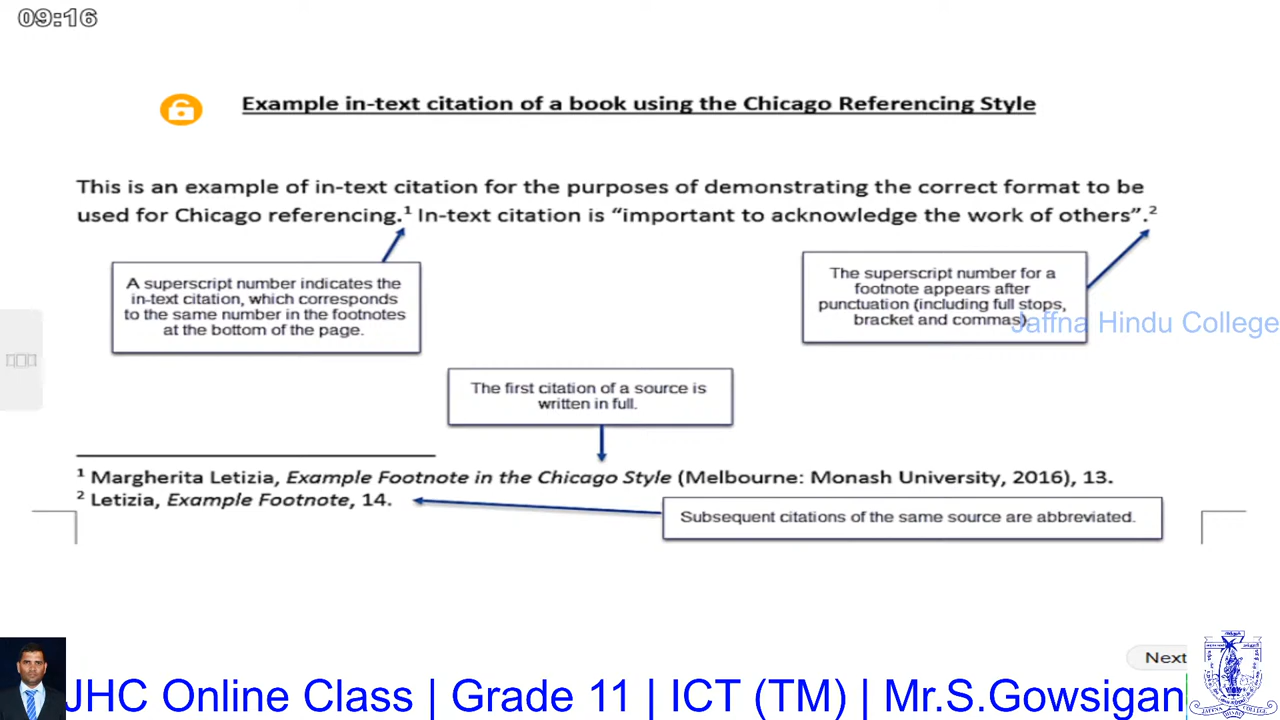 09:16
Example in-text citation of a book using the Chicago Referencing Style
This is an example of in-text citation for the purposes of demonstrating the correct format to be
used for Chicago referencing.¹ In-text citation is “important to acknowledge the work of others”.²
A superscript number indicates the
in-text citation, which corresponds
to the same number in the footnotes
at the bottom of the page.
The superscript number for a
footnote appears after
punctuation (including full stops,
bracket and commas)
Jaffna Hindu College
The first citation of a source is
written in full.
¹ Margherita Letizia, Example Footnote in the Chicago Style (Melbourne: Monash University, 2016), 13.
² Letizia, Example Footnote, 14.
Subsequent citations of the same source are abbreviated.
Next
JHC Online Class | Grade 11 | ICT (TM) | Mr.S.Gowsigan